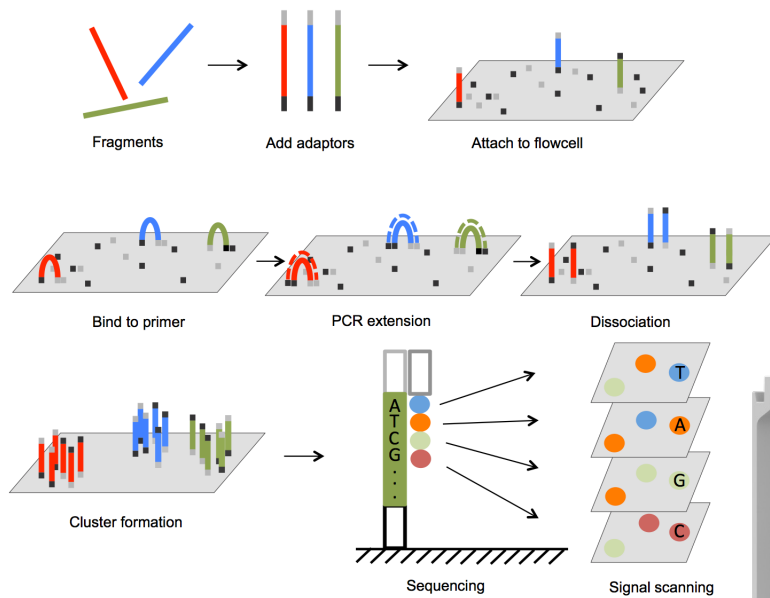 Fragments
Add adaptors
Attach to flowcell
Bind to primer
PCR extension
Dissociation
A
T
C
G
.
.
.
T
A
G
C
Cluster formation
Sequencing
Signal scanning